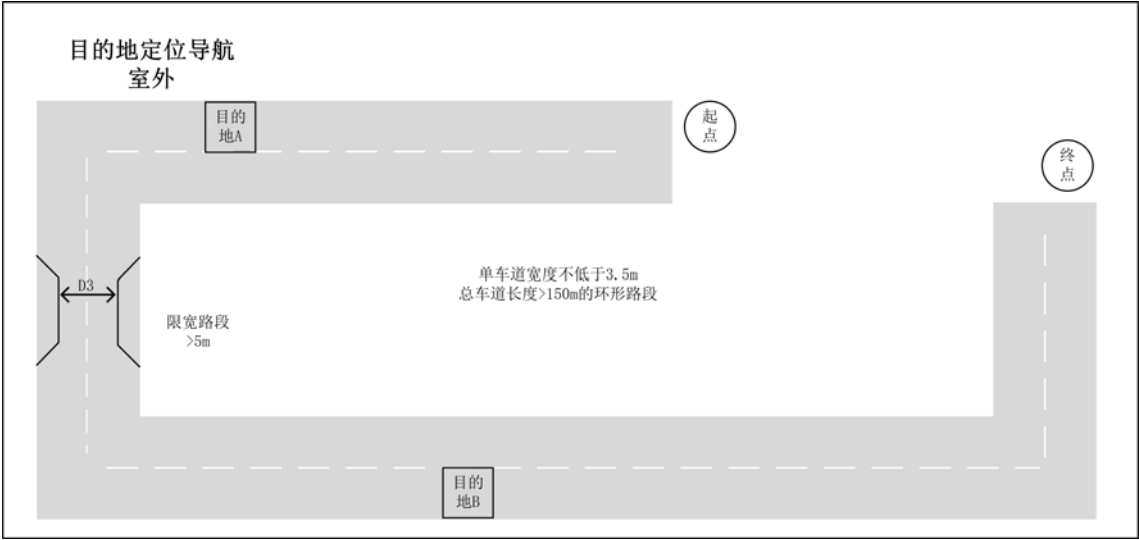 目的地定位导航
室外
目的
地A
起
点
终
点
单车道宽度不低于3.5m
总车道长度>150m的环形路段
D3
限宽路段
>5m
目的
地B